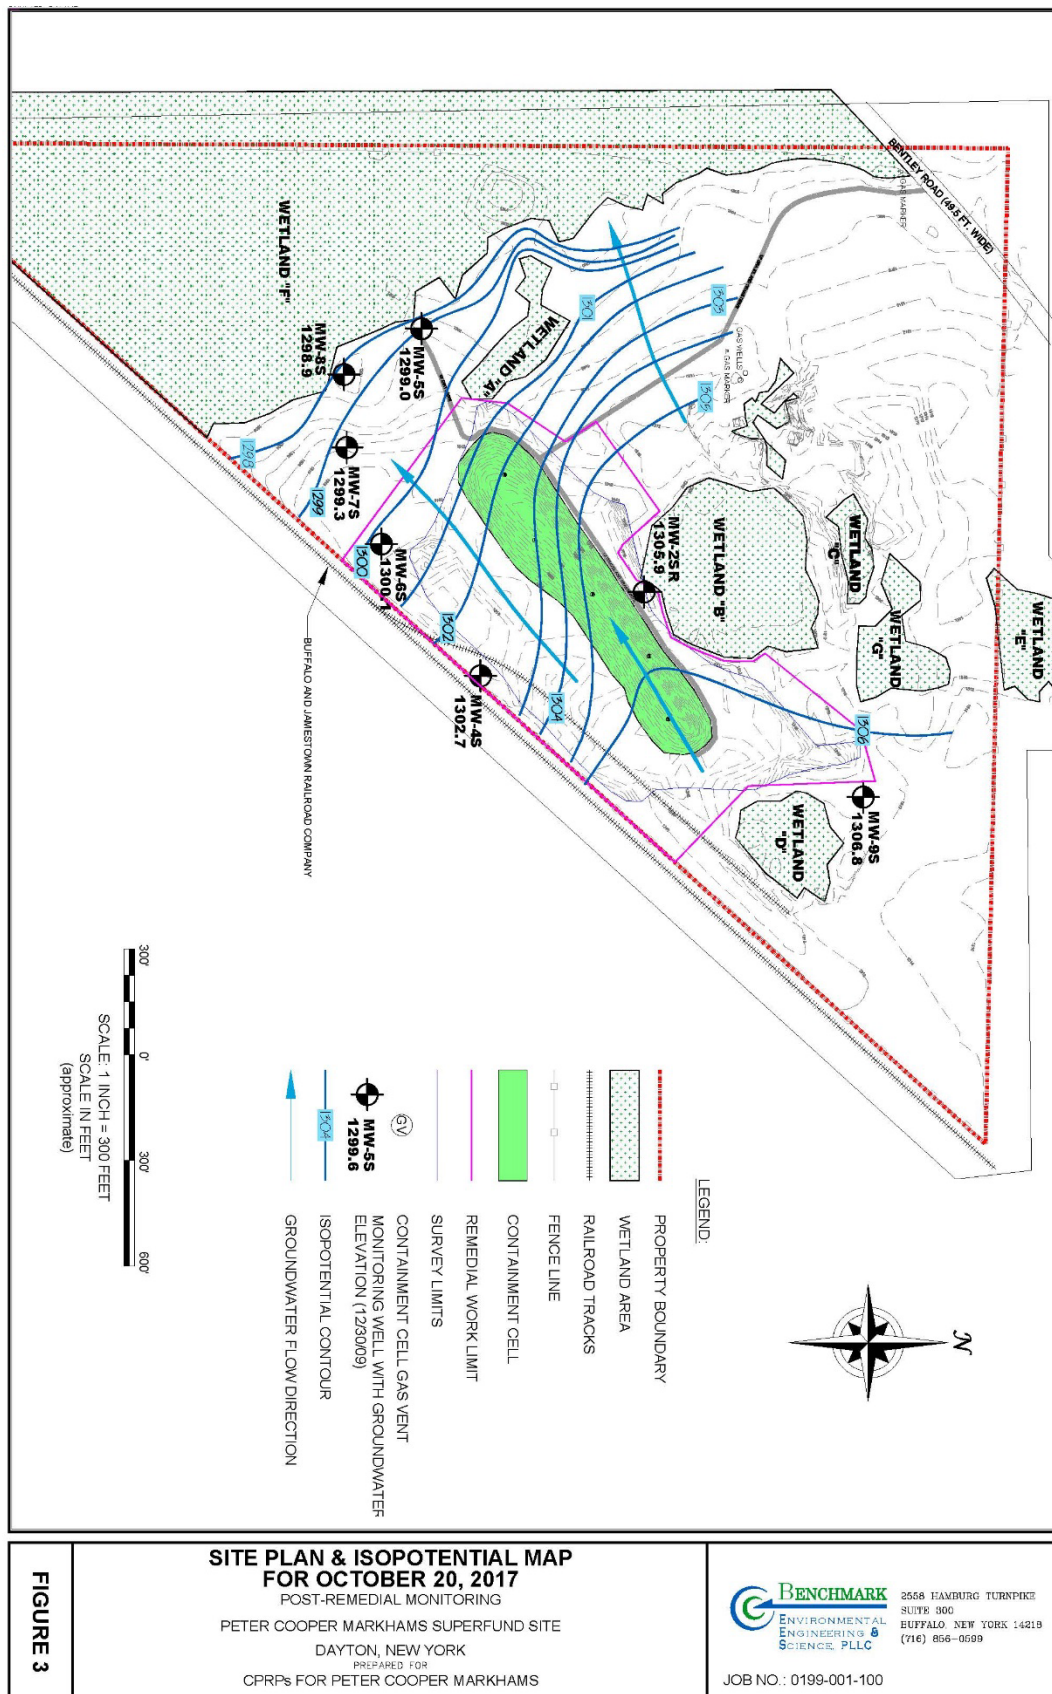 BENTLEY ROAD (49.5 FT. WIDE)
GAS MARKER
WETLAND "F"
MW-8S
1298.9
MW-5S
1299.0
WETLAND "A"
1301
1303
1305
GAS WELLS
GAS MARKER
1298
1299
MW-7S
1299.3
1300
MW-6S
1300.1
1302
MW-4S
1302.7
1304
MW-2SR
1305.9
WETLAND "B"
WETLAND
"C"
WETLAND
"G"
WETLAND
"E"
1306
MW-9S
1306.8
WETLAND
"D"
BUFFALO AND JAMESTOWN RAILROAD COMPANY
300'
0'
300'
600'
SCALE: 1 INCH = 300 FEET
SCALE IN FEET
(approximate)
LEGEND:
PROPERTY BOUNDARY
WETLAND AREA
RAILROAD TRACKS
FENCE LINE
CONTAINMENT CELL
REMEDIAL WORK LIMIT
SURVEY LIMITS
GV
CONTAINMENT CELL GAS VENT
MW-5S
1299.6
MONITORING WELL WITH GROUNDWATER
ELEVATION (12/30/09)
1304
ISOPOTENTIAL CONTOUR
GROUNDWATER FLOW DIRECTION
N
FIGURE 3
SITE PLAN & ISOPOTENTIAL MAP
FOR OCTOBER 20, 2017
POST-REMEDIAL MONITORING
PETER COOPER MARKHAMS SUPERFUND SITE
DAYTON, NEW YORK
PREPARED FOR
CPRPs FOR PETER COOPER MARKHAMS
BENCHMARK
ENVIRONMENTAL
ENGINEERING &
SCIENCE, PLLC
2558 HAMBURG TURNPIKE
SUITE 300
BUFFALO, NEW YORK 14218
(716) 856-0599
JOB NO.: 0199-001-100